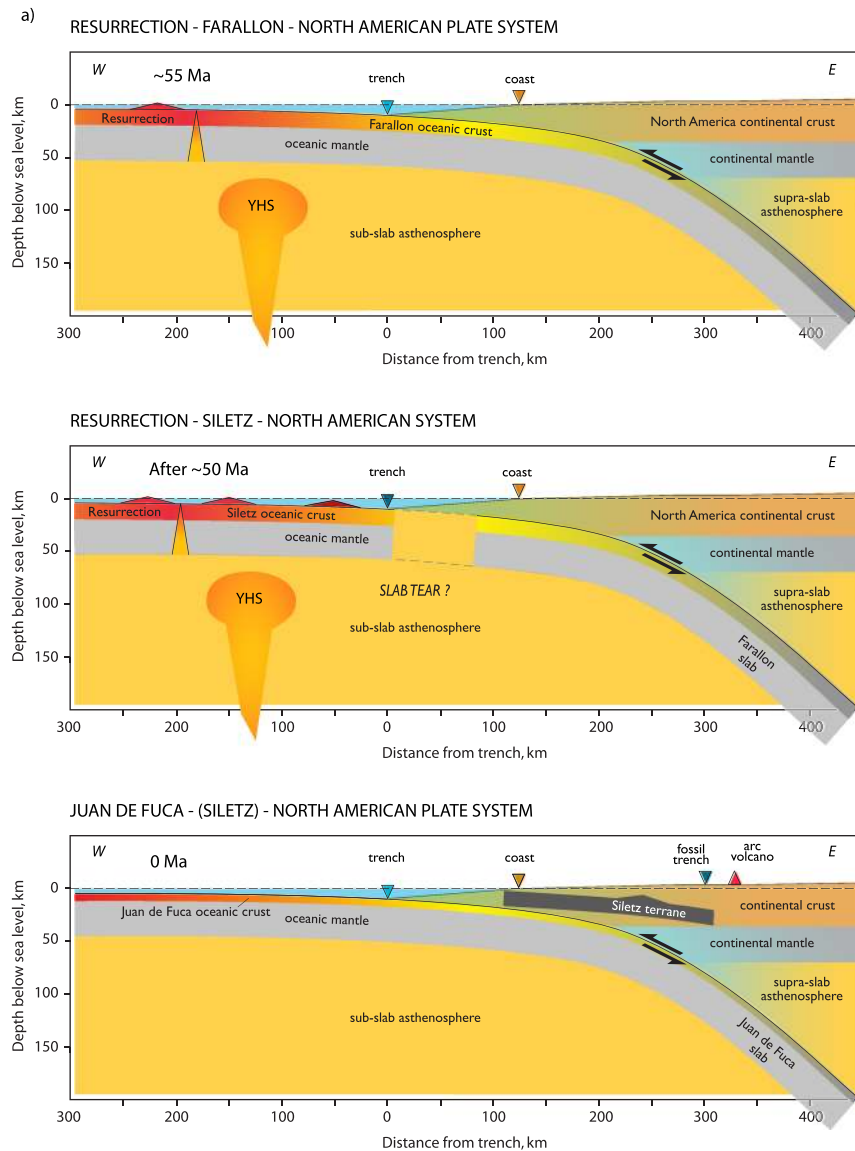 a)
RESURRECTION - FARALLON - NORTH AMERICAN PLATE SYSTEM
W
~55 Ma
trench
coast
E
Depth below sea level, km
0
50
100
150
Resurrection
Farallon oceanic crust
North America continental crust
oceanic mantle
continental mantle
YHS
supra-slab
asthenosphere
sub-slab asthenosphere
300 200 100 0 100 200 300 400
Distance from trench, km
RESURRECTION - SILETZ - NORTH AMERICAN SYSTEM
W
After ~50 Ma
trench
coast
E
Depth below sea level, km
0
50
100
150
Resurrection
Siletz oceanic crust
North America continental crust
oceanic mantle
continental mantle
SLAB TEAR ?
YHS
supra-slab
asthenosphere
sub-slab asthenosphere
Farallon
slab
300 200 100 0 100 200 300 400
Distance from trench, km
JUAN DE FUCA - (SILETZ) - NORTH AMERICAN PLATE SYSTEM
W
0 Ma
trench
coast
fossil
trench
arc
volcano
E
Depth below sea level, km
0
50
100
150
Juan de Fuca oceanic crust
Siletz terrane
continental crust
oceanic mantle
continental mantle
supra-slab
asthenosphere
sub-slab asthenosphere
Juan de Fuca
slab
300 200 100 0 100 200 300 400
Distance from trench, km